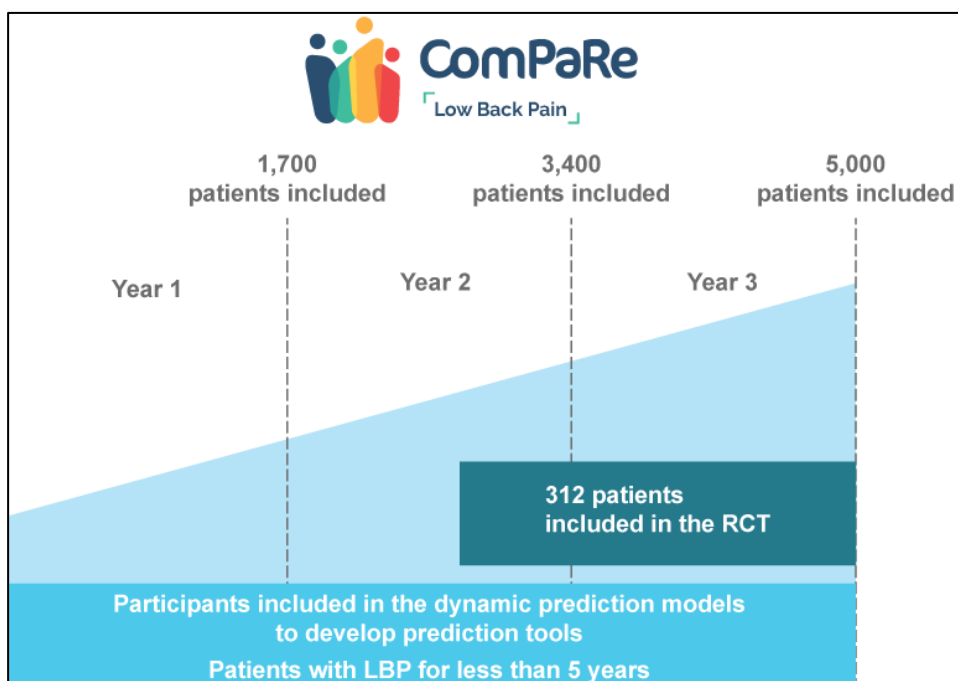 ComPaRe
Low Back Pain
1,700
patients included
3,400
patients included
5,000
patients included
Year 1
Year 2
Year 3
312 patients
included in the RCT
Participants included in the dynamic prediction models
to develop prediction tools
Patients with LBP for less than 5 years